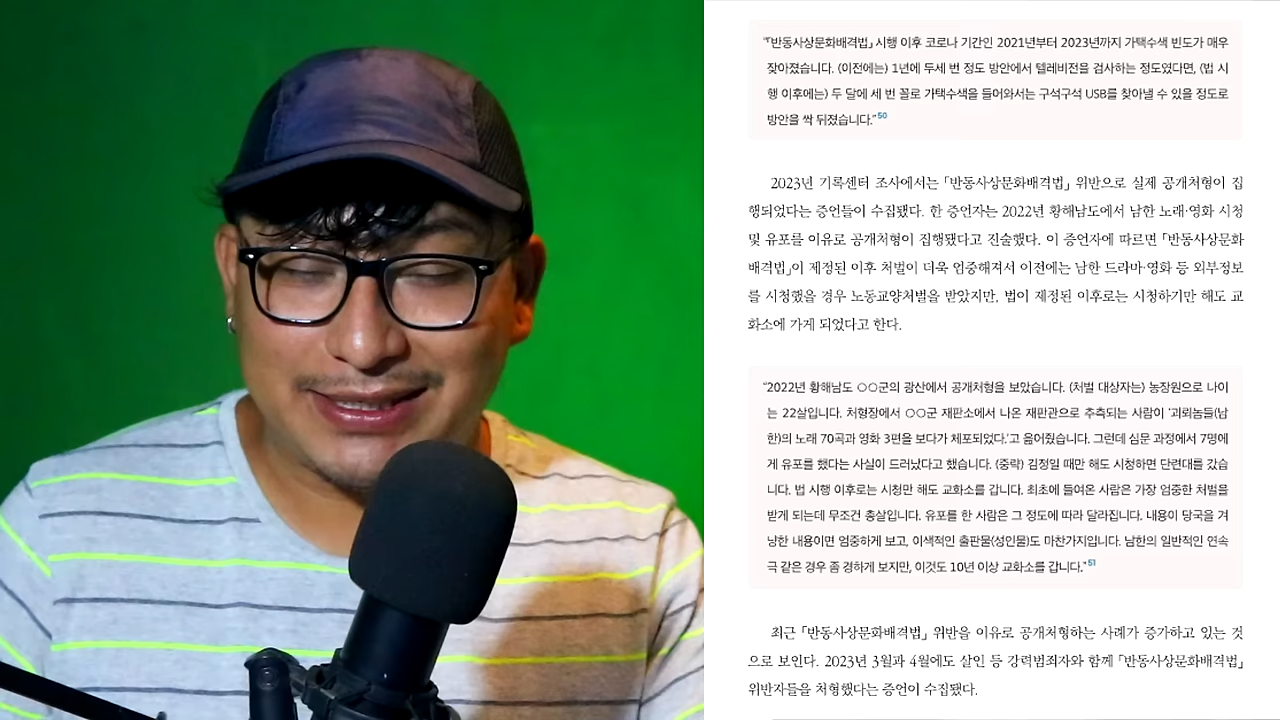 “「반동사상문화배격법」 시행 이후 코로나 기간인 2021년부터 2023년까지 가택수색 빈도가 매우
잦아졌습니다. (이전에는) 1년에 두세 번 정도 방안에서 텔레비전을 검사하는 정도였다면, (법 시
행 이후에는) 두 달에 세 번 꼴로 가택수색을 들어와서는 구석구석 USB를 찾아낼 수 있을 정도로
방안을 싹 뒤졌습니다.”50
2023년 기록센터 조사에서는 「반동사상문화배격법」 위반으로 실제 공개처형이 집
행되었다는 증언들이 수집됐다. 한 증언자는 2022년 황해남도에서 남한 노래·영화 시청
및 유포를 이유로 공개처형이 집행됐다고 진술했다. 이 증언자에 따르면 「반동사상문화
배격법」이 제정된 이후 처벌이 더욱 엄중해져서 이전에는 남한 드라마·영화 등 외부정보
를 시청했을 경우 노동교양처벌을 받았지만, 법이 제정된 이후로는 시청하기만 해도 교
화소에 가게 되었다고 한다.
“2022년 황해남도 ○○군의 광산에서 공개처형을 보았습니다. (처벌 대상자는) 농장원으로 나이
는 22살입니다. 처형장에서 ○○군 재판소에서 나온 재판관으로 추측되는 사람이 ‘괴뢰놈들(남
한)의 노래 70곡과 영화 3편을 보다가 체포되었다.’고 읊어줬습니다. 그런데 심문 과정에서 7명에
게 유포를 했다는 사실이 드러났다고 했습니다. (중략) 김정일 때만 해도 시청하면 단련대를 갔습
니다. 법 시행 이후로는 시청만 해도 교화소를 갑니다. 최초에 들여온 사람은 가장 엄중한 처벌을
받게 되는데 무조건 총살입니다. 유포를 한 사람은 그 정도에 따라 달라집니다. 내용이 당국을 겨
냥한 내용이면 엄중하게 보고, 이색적인 출판물(성인물)도 마찬가지입니다. 남한의 일반적인 연속
극 같은 경우 좀 경하게 보지만, 이것도 10년 이상 교화소를 갑니다.”51
최근 「반동사상문화배격법」 위반을 이유로 공개처형하는 사례가 증가하고 있는 것
으로 보인다. 2023년 3월과 4월에도 살인 등 강력범죄자와 함께 「반동사상문화배격법」
위반자들을 처형했다는 증언이 수집됐다.